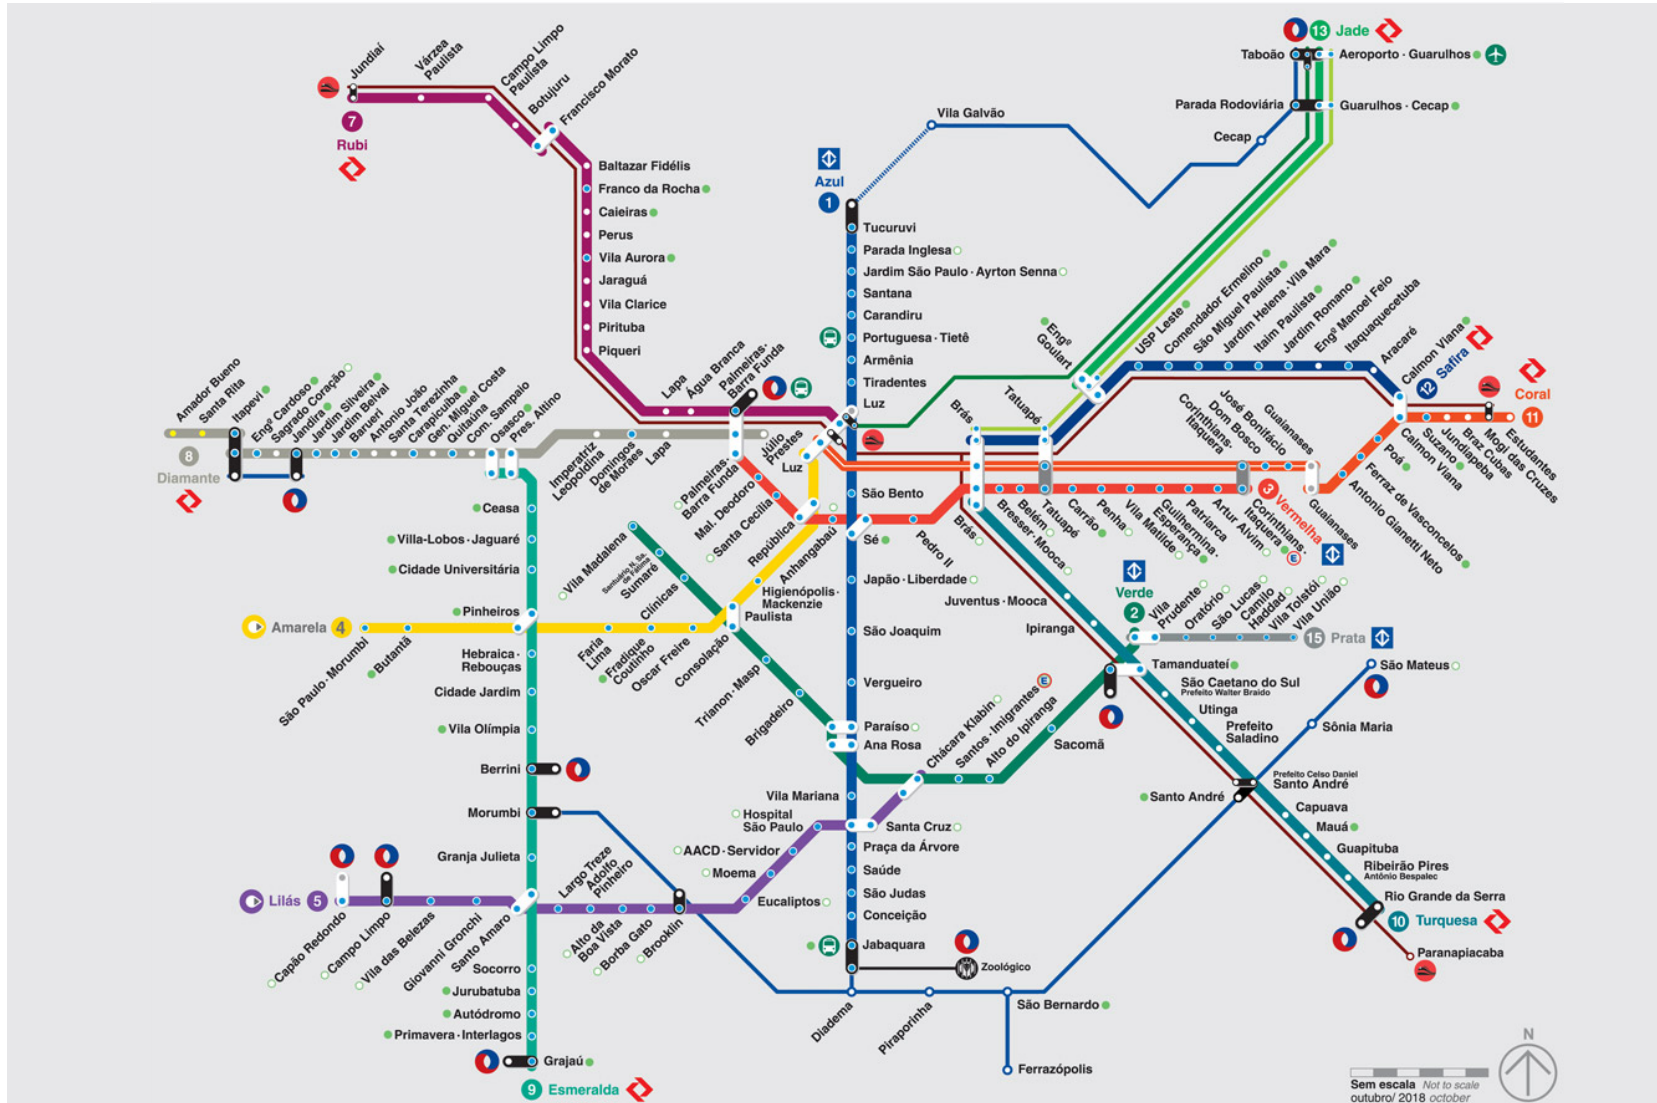 13 Jade
Taboão
Aeroporto · Guarulhos
Parada Rodoviária
Guarulhos · Cecap
Cecap
Vila Galvão
Jundiaí
Várzea
Paulista
Campo Limpo
Paulista
Botujuru
Francisco Morato
7
Rubi
Baltazar Fidélis
Franco da Rocha
Caieiras
Perus
Vila Aurora
Jaraguá
Vila Clarice
Pirituba
Piqueri
Lapa
Água Branca
Palmeiras·
Barra Funda
Azul
1
Tucuruvi
Parada Inglesa
Jardim São Paulo · Ayrton Senna
Santana
Carandiru
Portuguesa · Tietê
Armênia
Tiradentes
Luz
Engº
Goulart
USP Leste
Comendador Ermelino
São Miguel Paulista
Jardim Helena · Vila Mara
Itaim Paulista
Jardim Romano
Engº Manoel Feio
Itaquaquecetuba
Aracaré
Calmon Viana
12 Safira
Coral
11
Amador Bueno
Santa Rita
Itapevi
Engº Cardoso
Sagrado Coração
Jandira
Jardim Silveira
Jardim Belval
Barueri
Antonio João
Santa Terezinha
Carapicuíba
Gen. Miguel Costa
Quitaúna
Com. Sampaio
Osasco
Pres. Altino
8
Diamante
Imperatriz
Leopoldina
Domingos
de Moraes
Lapa
Júlio
Prestes
Luz
Brás
Tatuapé
Corinthians·
Itaquera
Dom Bosco
José Bonifácio
Guaianases
Calmon Viana
Suzano
Jundiapeba
Braz Cubas
Mogi das Cruzes
Estudantes
Poá
Ferraz de Vasconcelos
Antonio Gianetti Neto
Guaianases
Palmeiras·
Barra Funda
Mal. Deodoro
Santa Cecília
República
Anhangabaú
São Bento
Sé
Pedro II
Brás
Bresser · Mooca
Belém
Tatuapé
Carrão
Penha
Vila Matilde
Guilhermina·
Esperança
Patriarca
Artur Alvim
Corinthians·
Itaquera
3
Vermelha
Ceasa
Villa-Lobos · Jaguaré
Cidade Universitária
Pinheiros
Hebraica ·
Rebouças
Cidade Jardim
Vila Olímpia
Berrini
Morumbi
Granja Julieta
Santo Amaro
Socorro
Jurubatuba
Autódromo
Primavera · Interlagos
Grajaú
9 Esmeralda
Amarela 4
São Paulo · Morumbi
Butantã
Faria
Lima
Fradique
Coutinho
Oscar Freire
Paulista
Higienópolis·
Mackenzie
Vila Madalena
Santuário N. Sa.
de Fátima
Sumaré
Clínicas
Consolação
Trianon · Masp
Brigadeiro
Paraíso
Ana Rosa
Chácara Klabin
Santos · Imigrantes
Alto do Ipiranga
Sacomã
Tamanduateí
Verde
2
Vila
Prudente
Oratório
São Lucas
Camilo
Haddad
Vila Tolstói
Vila União
15 Prata
Japão · Liberdade
São Joaquim
Vergueiro
Vila Mariana
Santa Cruz
Praça da Árvore
Saúde
São Judas
Conceição
Jabaquara
Zoológico
Juventus · Mooca
Ipiranga
São Caetano do Sul
Prefeito Walter Braido
Utinga
Prefeito
Saladino
Prefeito Celso Daniel
Santo André
Santo André
Capuava
Mauá
Guapituba
Ribeirão Pires
Antônio Bespalec
Rio Grande da Serra
10 Turquesa
Paranapiacaba
São Mateus
Sônia Maria
Lilás 5
Capão Redondo
Campo Limpo
Vila das Belezas
Giovanni Gronchi
Largo Treze
Adolfo
Pinheiro
Alto da
Boa Vista
Borba Gato
Brooklin
Eucaliptos
Moema
AACD · Servidor
Hospital
São Paulo
Diadema
Piraporinha
São Bernardo
Ferrazópolis
N
Sem escala Not to scale
outubro/ 2018 october